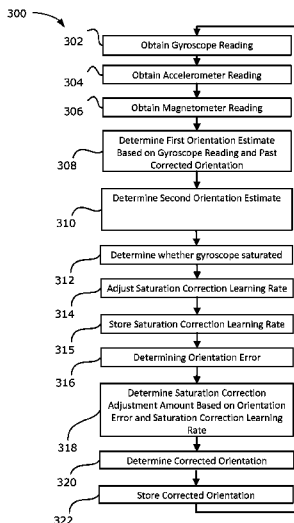 300
302
Obtain Gyroscope Reading
304
Obtain Accelerometer Reading
306
Obtain Magnetometer Reading
308
Determine First Orientation Estimate
Based on Gyroscope Reading and Past
Corrected Orientation
310
Determine Second Orientation Estimate
312
Determine whether gyroscope saturated
314
Adjust Saturation Correction Learning Rate
315
Store Saturation Correction Learning Rate
316
Determining Orientation Error
318
Determine Saturation Correction
Adjustment Amount Based on Orientation
Error and Saturation Correction Learning
Rate
320
Determine Corrected Orientation
322
Store Corrected Orientation